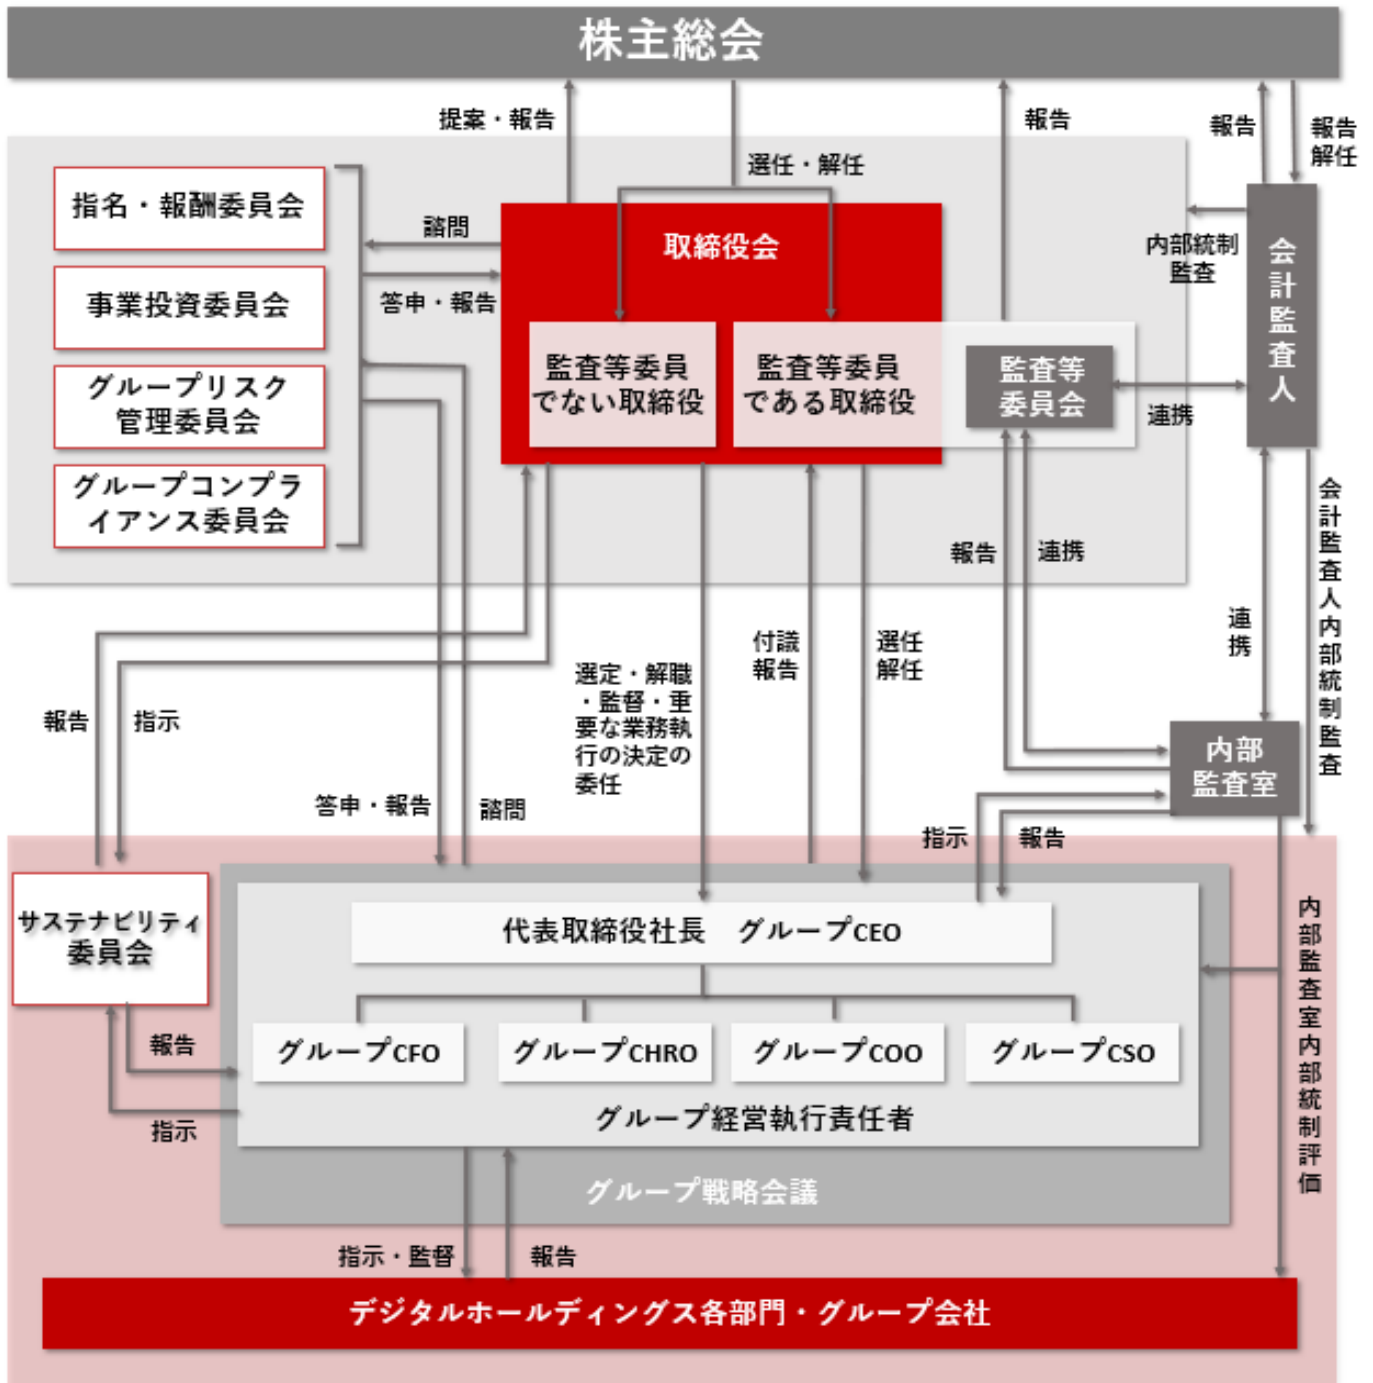 株主総会
提案・報告
報告
報告
報告
解任
選任・解任
指名・報酬委員会
諮問
取締役会
内部統制
監査
会計監査人
事業投資委員会
答申・報告
監査等委員
でない取締役
監査等委員
である取締役
監査等
委員会
連携
グループリスク
管理委員会
グループコンプラ
イアンス委員会
報告
連携
会計監査人内部統制監査
連携
付議
報告
選任
解任
選定・解職
・監督・重
要な業務執
行の決定の
委任
報告
指示
内部
監査室
答申・報告
諮問
指示
報告
サステナビリティ
委員会
代表取締役社長 グループCEO
内部監査室内部統制評価
報告
グループCFO
グループCHRO
グループCOO
グループCSO
指示
グループ経営執行責任者
グループ戦略会議
指示・監督
報告
デジタルホールディングス各部門・グループ会社